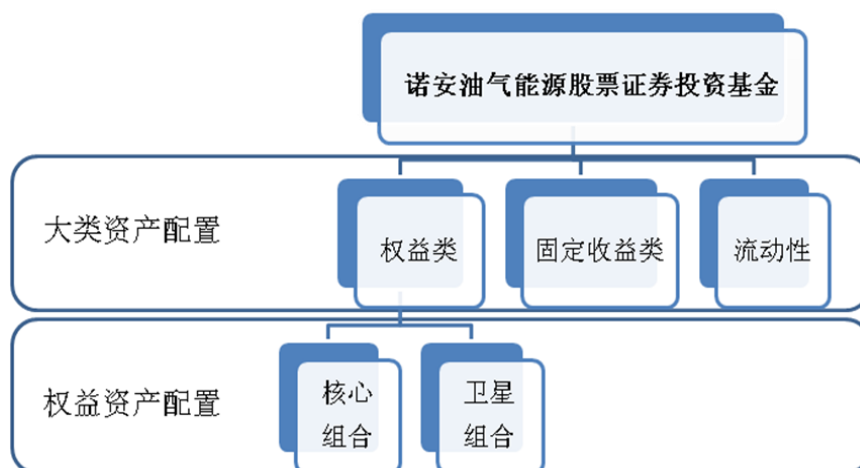 诺安油气能源股票证券投资基金
大类资产配置
权益类
固定收益类
流动性
权益资产配置
核心
组合
卫星
组合